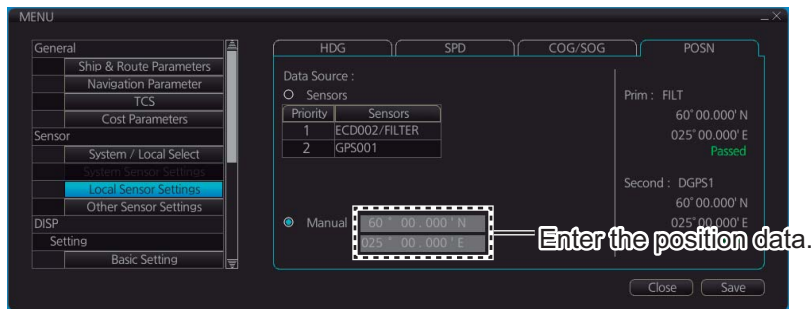 MENU
General
Ship & Route Parameters
Navigation Parameter
TCS
Cost Parameters
Sensor
System / Local Select
System Sensor Settings
Local Sensor Settings
Other Sensor Settings
DISP
Setting
Basic Setting
HDG SPD COG/SOG POSN
Data Source :
Sensors
Priority Sensors
1 ECD002/FILTER
2 GPS001
Manual 60 ° 00 . 000 ' N
025 ° 00 . 000 ' E
Prim : FILT
60° 00.000' N
025° 00.000' E
Passed
Second : DGPS1
60° 00.000' N
025° 00.000' E
Enter the position data.
Close Save